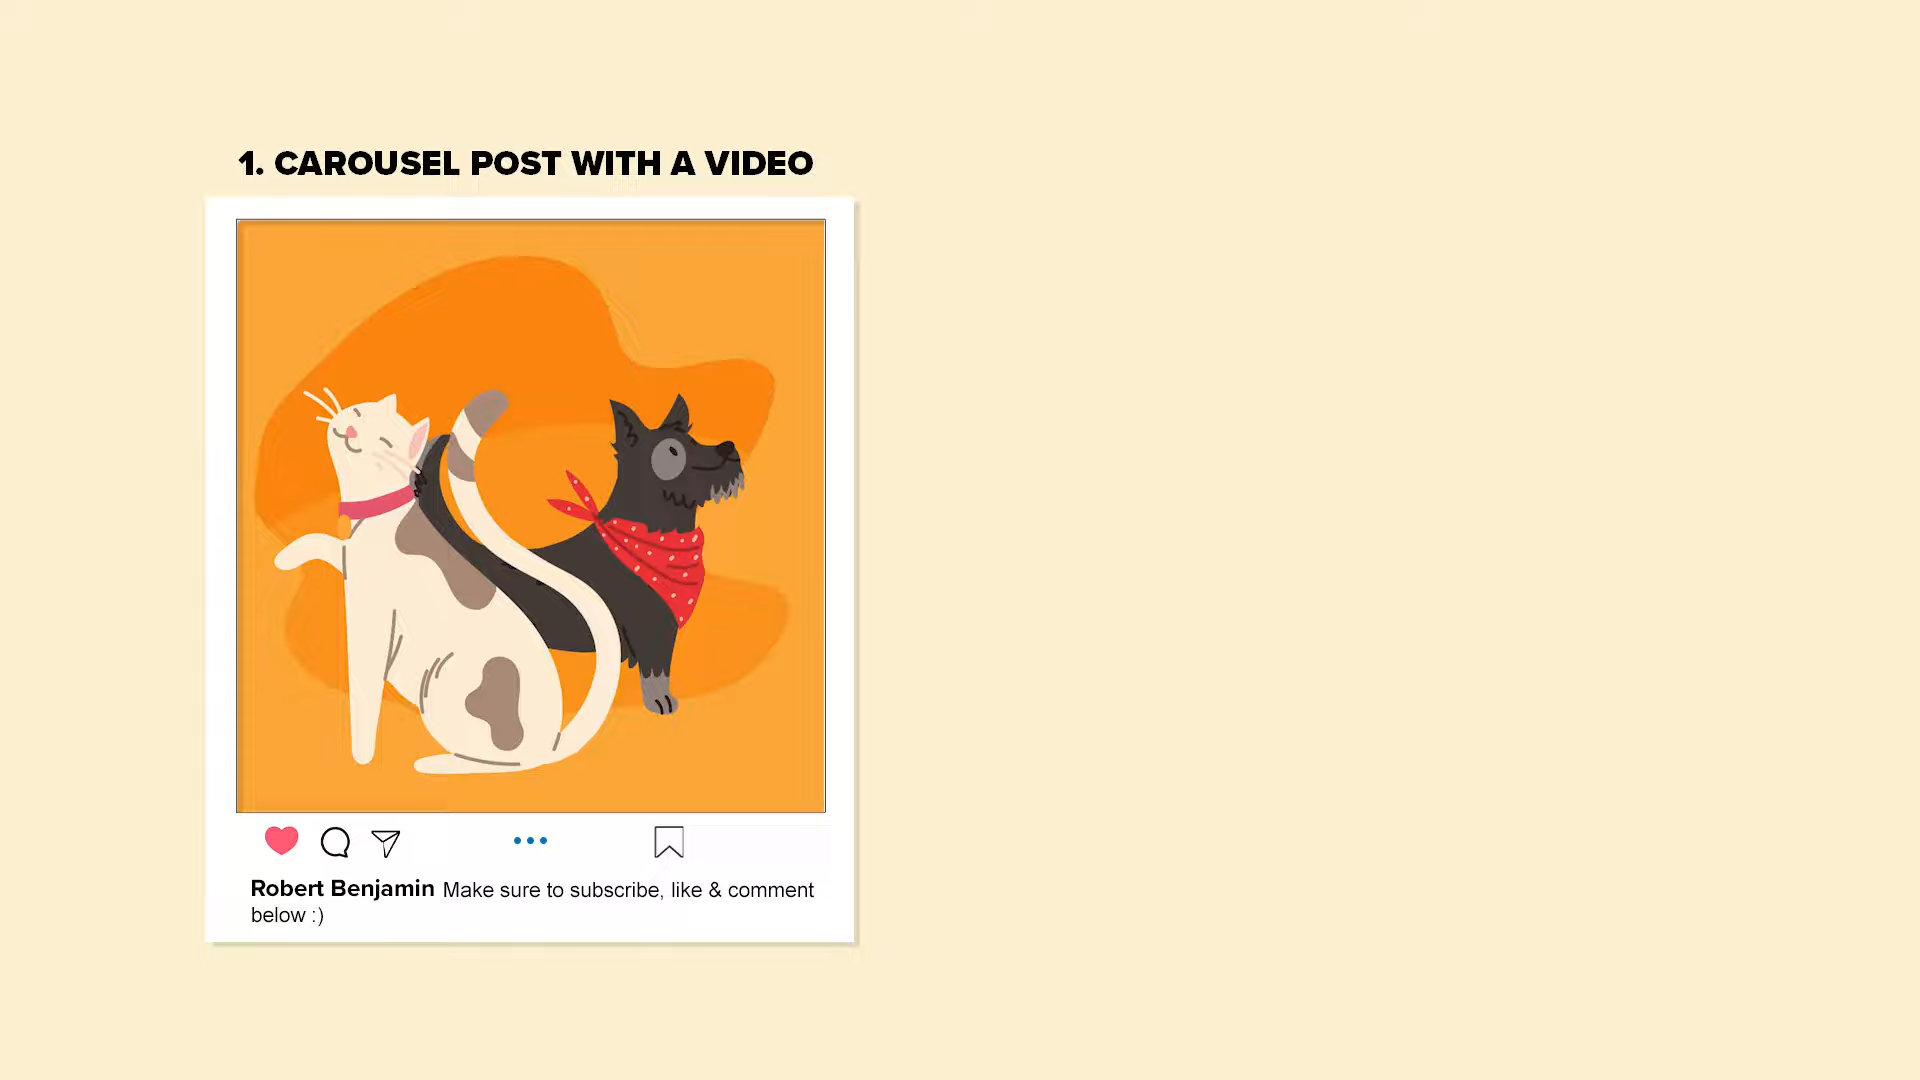 1. CAROUSEL POST WITH A VIDEO
Robert Benjamin Make sure to subscribe, like & comment
below :)